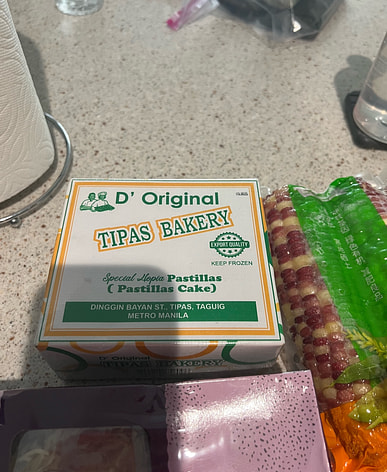 D' Original
TIPAS BAKERY
EXPORT QUALITY
KEEP FROZEN
Special Hopia Pastillas
( Pastillas Cake)
DINGGIN BAYAN ST., TIPAS, TAGUIG
METRO MANILA
D' Original
TIPAS BAKERY